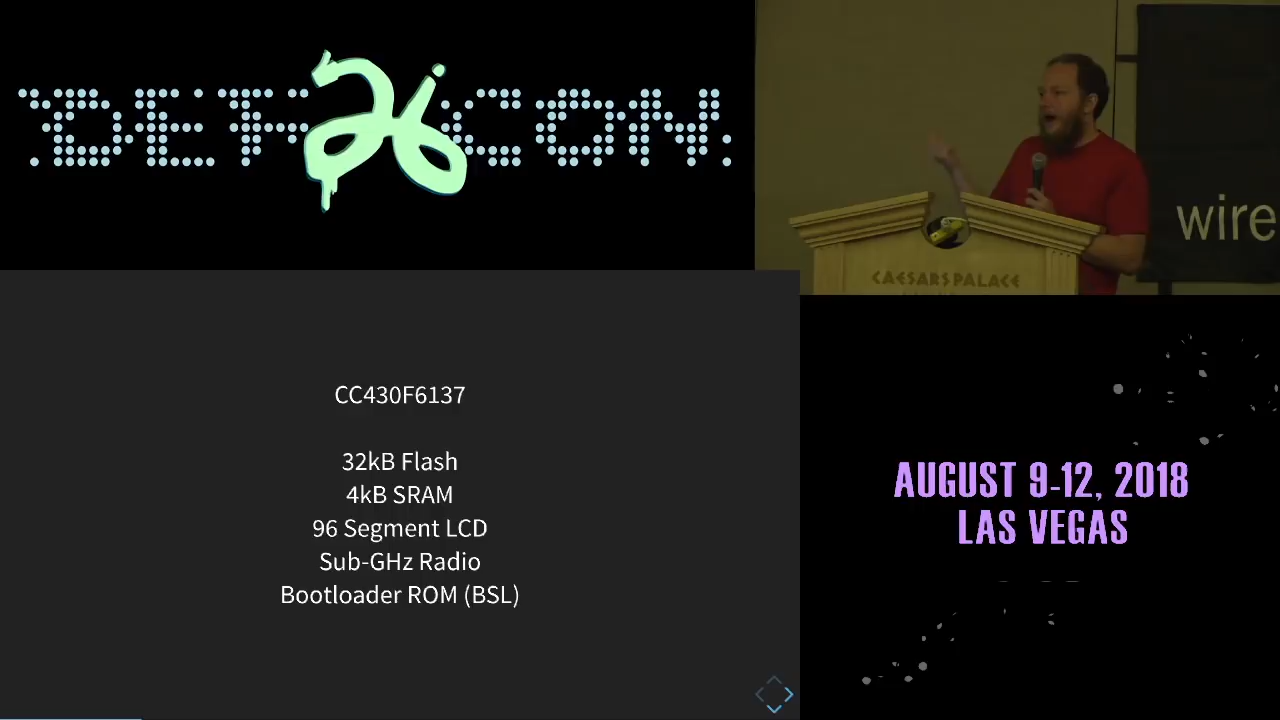 DEF 26 CON
wire
CAESARS PALACE
CC430F6137
32kB Flash
4kB SRAM
96 Segment LCD
Sub-GHz Radio
Bootloader ROM (BSL)
AUGUST 9-12, 2018
LAS VEGAS